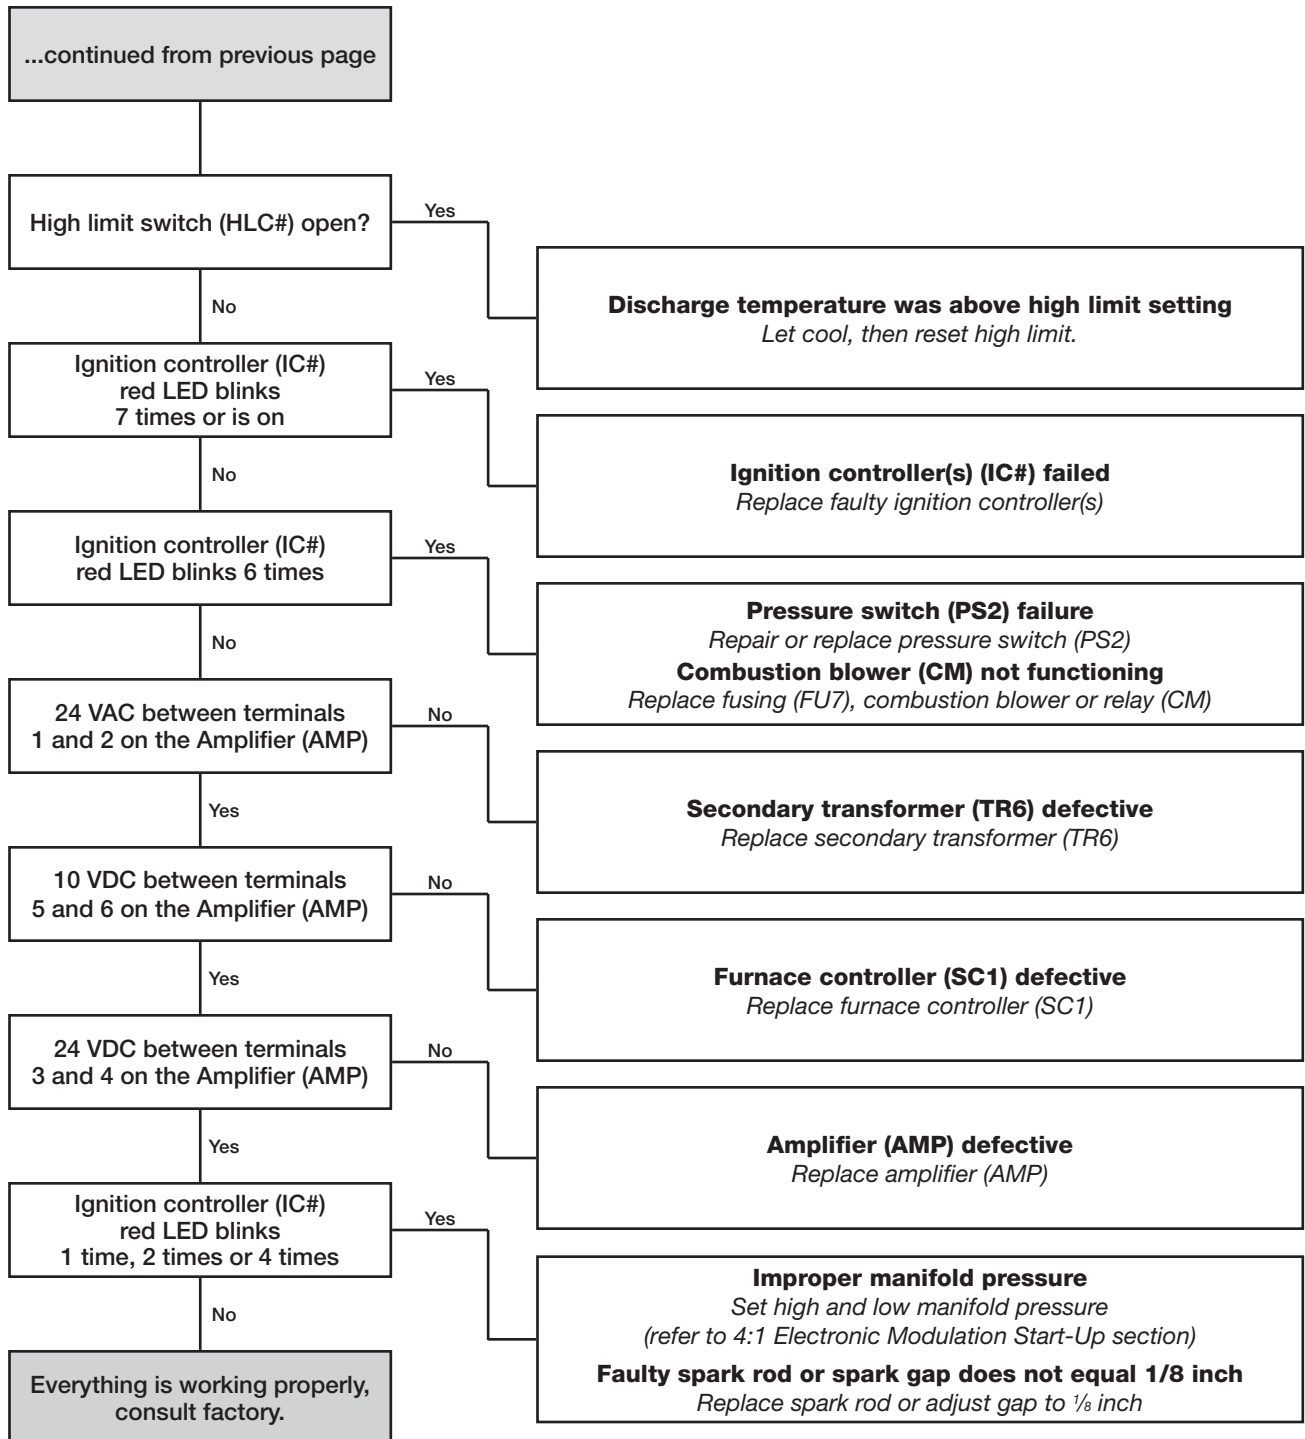 ...continued from previous page
High limit switch (HLC#) open?
Yes
No
Discharge temperature was above high limit setting
Let cool, then reset high limit.
Ignition controller (IC#)
red LED blinks
7 times or is on
Yes
No
Ignition controller(s) (IC#) failed
Replace faulty ignition controller(s)
Ignition controller (IC#)
red LED blinks 6 times
Yes
No
Pressure switch (PS2) failure
Repair or replace pressure switch (PS2)
Combustion blower (CM) not functioning
Replace fusing (FU7), combustion blower or relay (CM)
24 VAC between terminals
1 and 2 on the Amplifier (AMP)
No
Yes
Secondary transformer (TR6) defective
Replace secondary transformer (TR6)
10 VDC between terminals
5 and 6 on the Amplifier (AMP)
No
Yes
Furnace controller (SC1) defective
Replace furnace controller (SC1)
24 VDC between terminals
3 and 4 on the Amplifier (AMP)
No
Yes
Amplifier (AMP) defective
Replace amplifier (AMP)
Ignition controller (IC#)
red LED blinks
1 time, 2 times or 4 times
Yes
No
Improper manifold pressure
Set high and low manifold pressure
(refer to 4:1 Electronic Modulation Start-Up section)
Faulty spark rod or spark gap does not equal 1/8 inch
Replace spark rod or adjust gap to ⅛ inch
Everything is working properly,
consult factory.